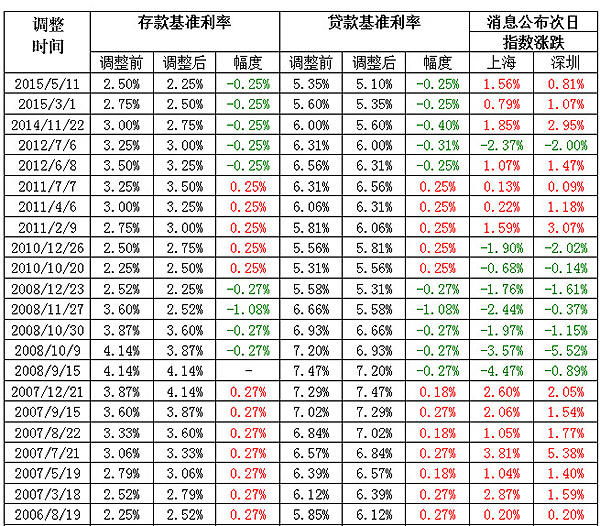 调整时间 存款基准利率 贷款基准利率 消息公布次日指数涨跌
调整前 调整后 幅度 调整前 调整后 幅度 上海 深圳
2015/5/11 2.50% 2.25% -0.25% 5.35% 5.10% -0.25% 1.56% 0.81%
2015/3/1 2.75% 2.50% -0.25% 5.60% 5.35% -0.25% 0.79% 1.07%
2014/11/22 3.00% 2.75% -0.25% 6.00% 5.60% -0.40% 1.85% 2.95%
2012/7/6 3.25% 3.00% -0.25% 6.31% 6.00% -0.31% -2.37% -2.00%
2012/6/8 3.50% 3.25% -0.25% 6.56% 6.31% -0.25% 1.07% 1.47%
2011/7/7 3.25% 3.50% 0.25% 6.31% 6.56% 0.25% 0.13% 0.09%
2011/4/6 3.00% 3.25% 0.25% 6.06% 6.31% 0.25% 0.22% 1.18%
2011/2/9 2.75% 3.00% 0.25% 5.81% 6.06% 0.25% 1.59% 3.07%
2010/12/26 2.50% 2.75% 0.25% 5.56% 5.81% 0.25% -1.90% -2.02%
2010/10/20 2.25% 2.50% 0.25% 5.31% 5.56% 0.25% -0.68% -0.14%
2008/12/23 2.52% 2.25% -0.27% 5.58% 5.31% -0.27% -1.76% -1.61%
2008/11/27 3.60% 2.52% -1.08% 6.66% 5.58% -1.08% -2.44% -0.37%
2008/10/30 3.87% 3.60% -0.27% 6.93% 6.66% -0.27% -1.97% -1.15%
2008/10/9 4.14% 3.87% -0.27% 7.20% 6.93% -0.27% -3.57% -5.52%
2008/9/15 4.14% 4.14% - 7.47% 7.20% -0.27% -4.47% -0.89%
2007/12/21 3.87% 4.14% 0.27% 7.29% 7.47% 0.18% 2.60% 2.05%
2007/9/15 3.60% 3.87% 0.27% 7.02% 7.29% 0.27% 2.06% 1.54%
2007/8/22 3.33% 3.60% 0.27% 6.84% 7.02% 0.18% 1.05% 1.77%
2007/7/21 3.06% 3.33% 0.27% 6.57% 6.84% 0.27% 3.81% 5.38%
2007/5/19 2.79% 3.06% 0.27% 6.39% 6.57% 0.18% 1.04% 1.40%
2007/3/18 2.52% 2.79% 0.27% 6.12% 6.39% 0.27% 2.87% 1.59%
2006/8/19 2.25% 2.52% 0.27% 5.85% 6.12% 0.27% 0.20% 0.20%